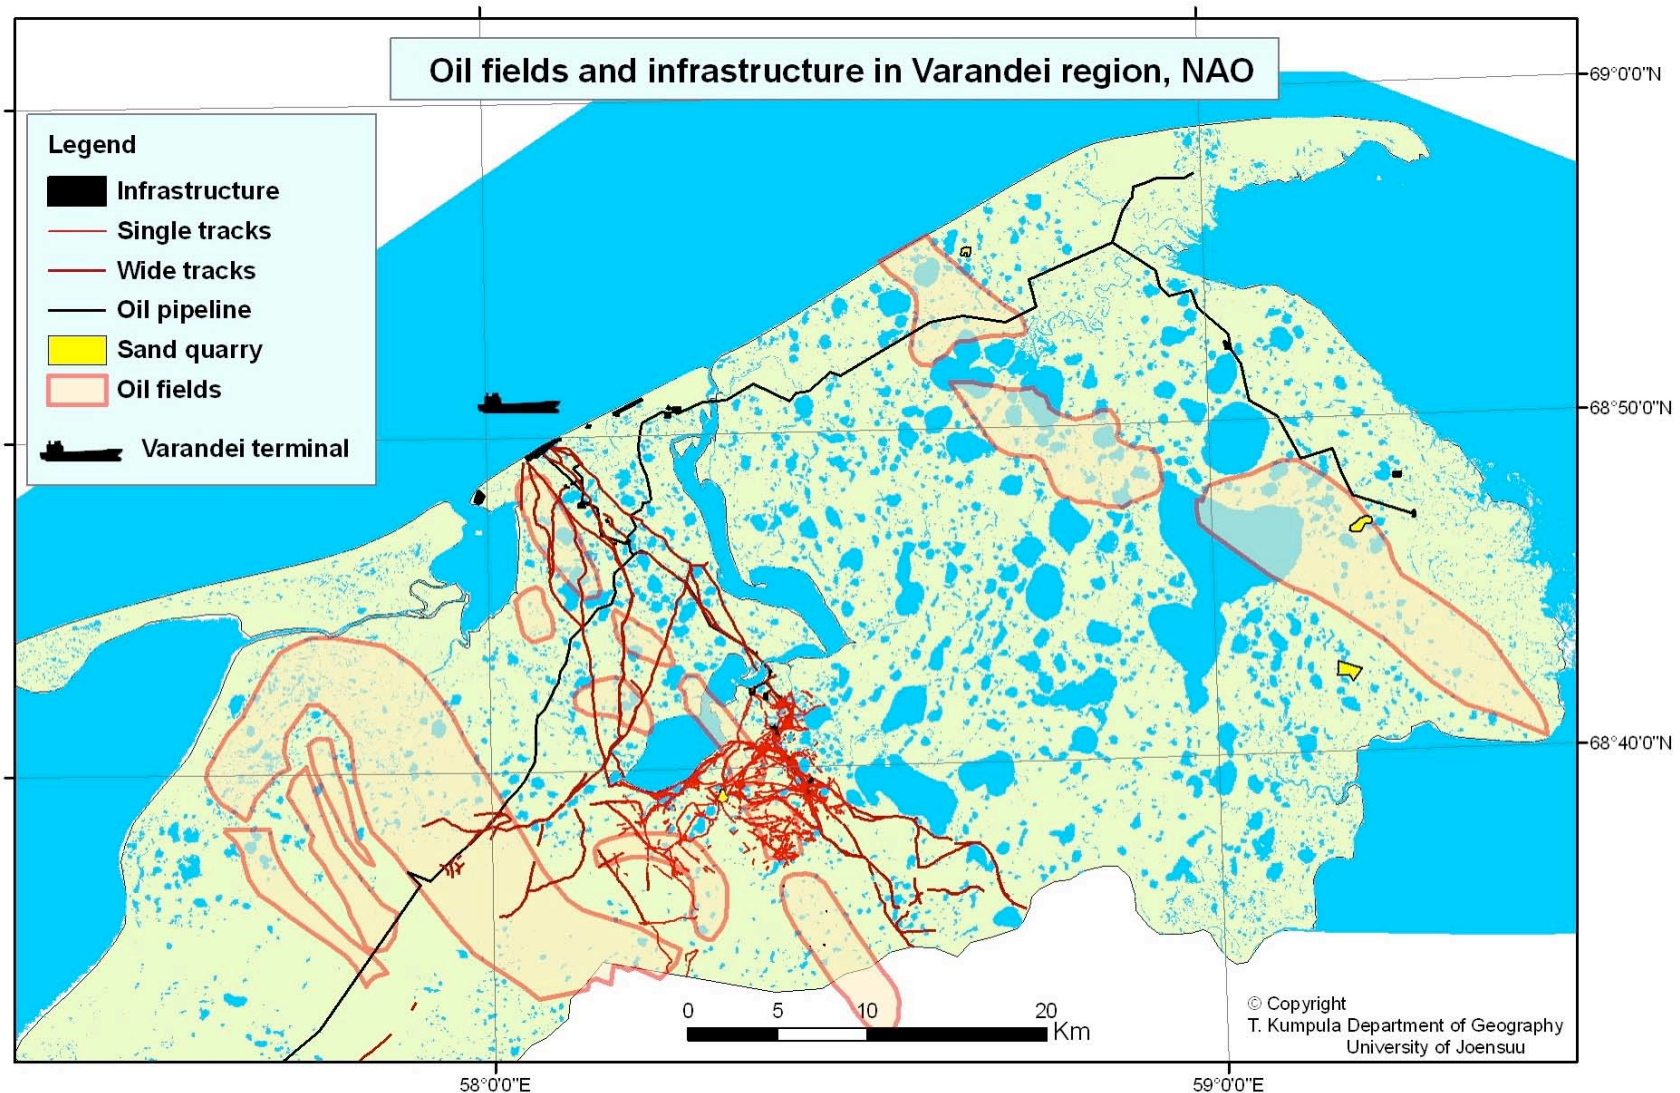 Oil fields and infrastructure in Varandei region, NAO
69°0'0"N
Legend
Infrastructure
Single tracks
Wide tracks
Oil pipeline
Sand quarry
Oil fields
Varandei terminal
68°50'0"N
68°40'0"N
0 5 10 20
Km
© Copyright
T. Kumpula Department of Geography
University of Joensuu
58°0'0"E 59°0'0"E